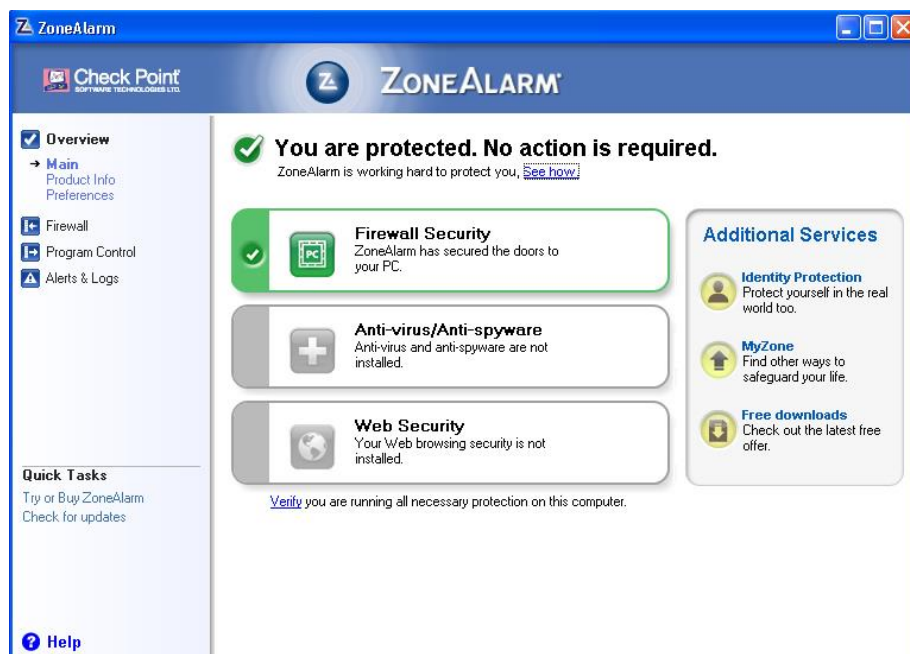 ZoneAlarm
Check Point
SOFTWARE TECHNOLOGIES LTD.
ZONEALARM
Overview
Main
Product Info
Preferences
Firewall
Program Control
Alerts & Logs
Quick Tasks
Try or Buy ZoneAlarm
Check for updates
Help
You are protected. No action is required.
ZoneAlarm is working hard to protect you, See how.
PC
Firewall Security
ZoneAlarm has secured the doors to
your PC.
Anti-virus/Anti-spyware
Anti-virus and anti-spyware are not
installed.
Web Security
Your Web browsing security is not
installed.
Verify you are running all necessary protection on this computer.
Additional Services
Identity Protection
Protect yourself in the real
world too.
MyZone
Find other ways to
safeguard your life.
Free downloads
Check out the latest free
offer.